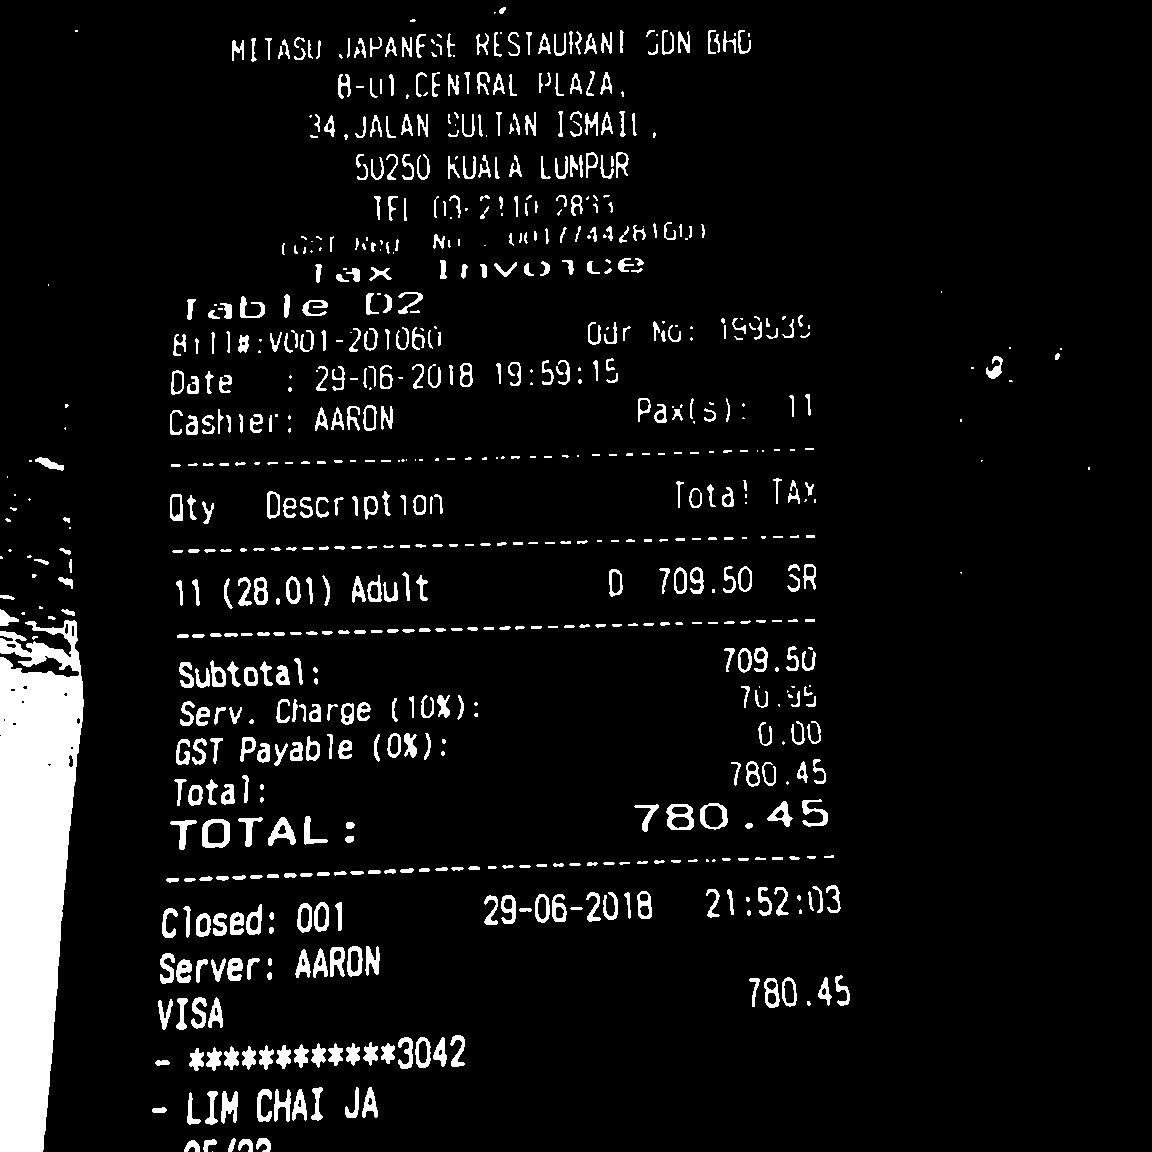 MITASU JAPANESE RESTAURANT SDN BHD
8-01,CENTRAL PLAZA,
34,JALAN SULTAN ISMAIL,
50250 KUALA LUMPUR
TEL 03-2110 2833
(GST Reg No :
Tax Invoice
Table D2
Bill#:V001-201060 Odr No: 199539
Date : 29-06-2018 19:59:15
Cashier: AARON Pax(s): 11
Qty Description Total TAX
11 (28.01) Adult D 709.50 SR
Subtotal: 709.50
Serv. Charge (10%): 70.95
GST Payable (0%): 0.00
Total: 780.45
TOTAL: 780.45
Closed: 001 29-06-2018 21:52:03
Server: AARON
VISA 780.45
- ************3042
- LIM CHAI JA